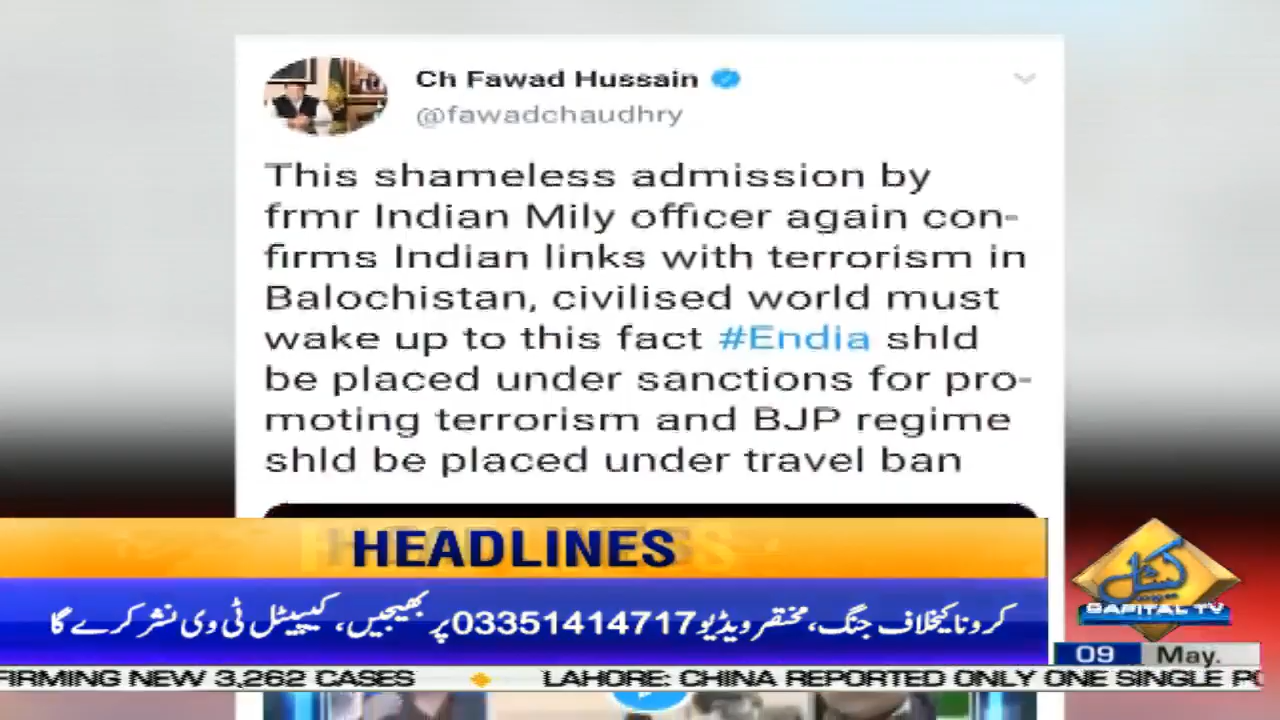 Ch Fawad Hussain
@fawadchaudhry
This shameless admission by
frmr Indian Mily officer again con-
firms Indian links with terrorism in
Balochistan, civilised world must
wake up to this fact #Endia shld
be placed under sanctions for pro-
moting terrorism and BJP regime
shld be placed under travel ban
HEADLINES
کرونا کیخلاف جنگ، مختصر ویڈیو 03351414717 پر بھیجیں، کیپیٹل ٹی وی نشر کرے گا
کیپیٹل
CAPITAL TV
09 May.
FIRMING NEW 3,262 CASES LAHORE: CHINA REPORTED ONLY ONE SINGLE